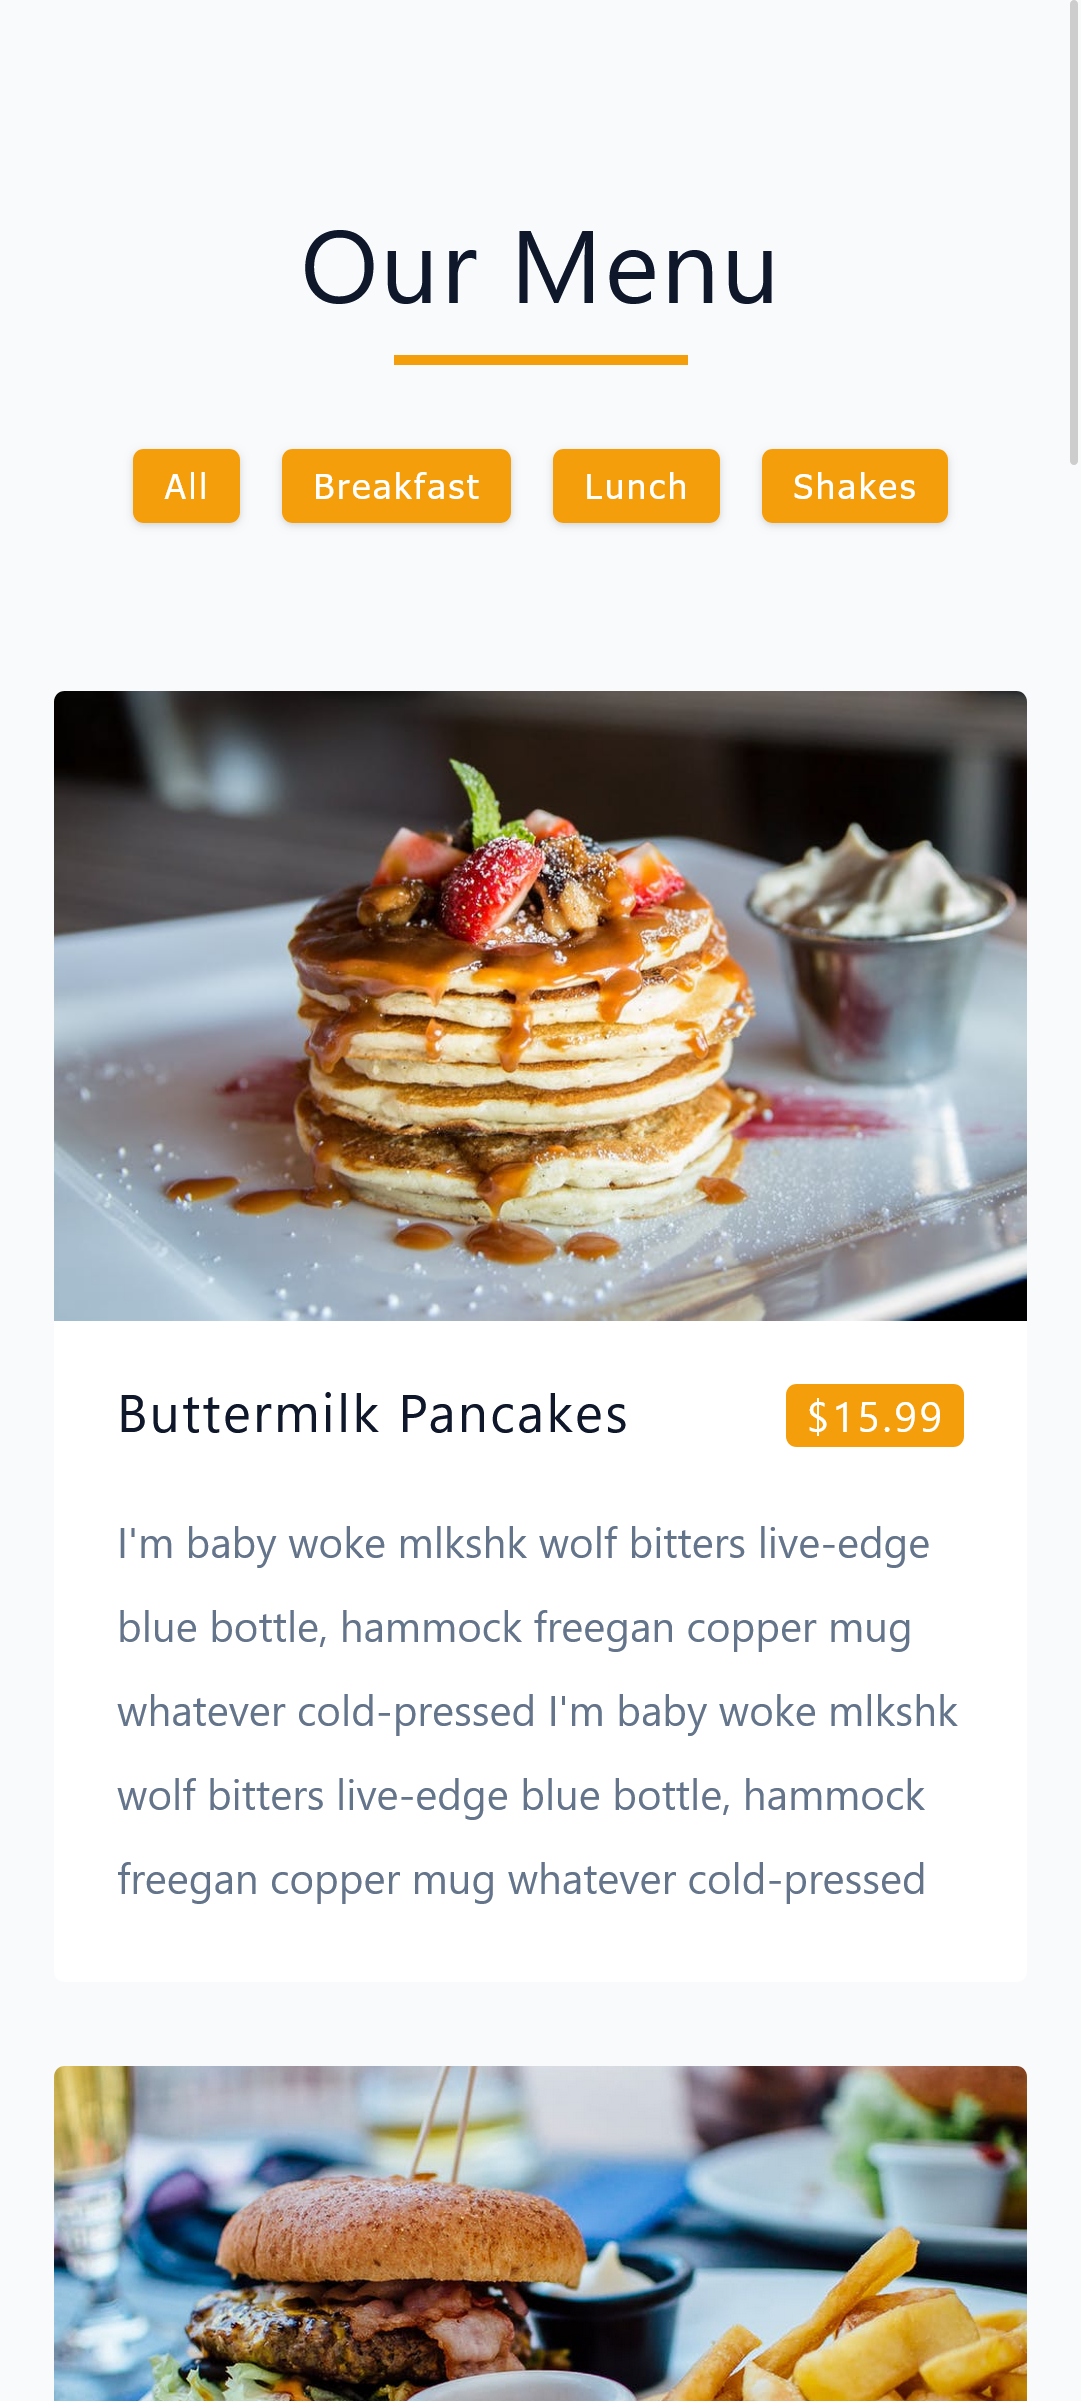 Our Menu
All
Breakfast
Lunch
Shakes
Buttermilk Pancakes
$15.99
I'm baby woke mlkshk wolf bitters live-edge
blue bottle, hammock freegan copper mug
whatever cold-pressed I'm baby woke mlkshk
wolf bitters live-edge blue bottle, hammock
freegan copper mug whatever cold-pressed